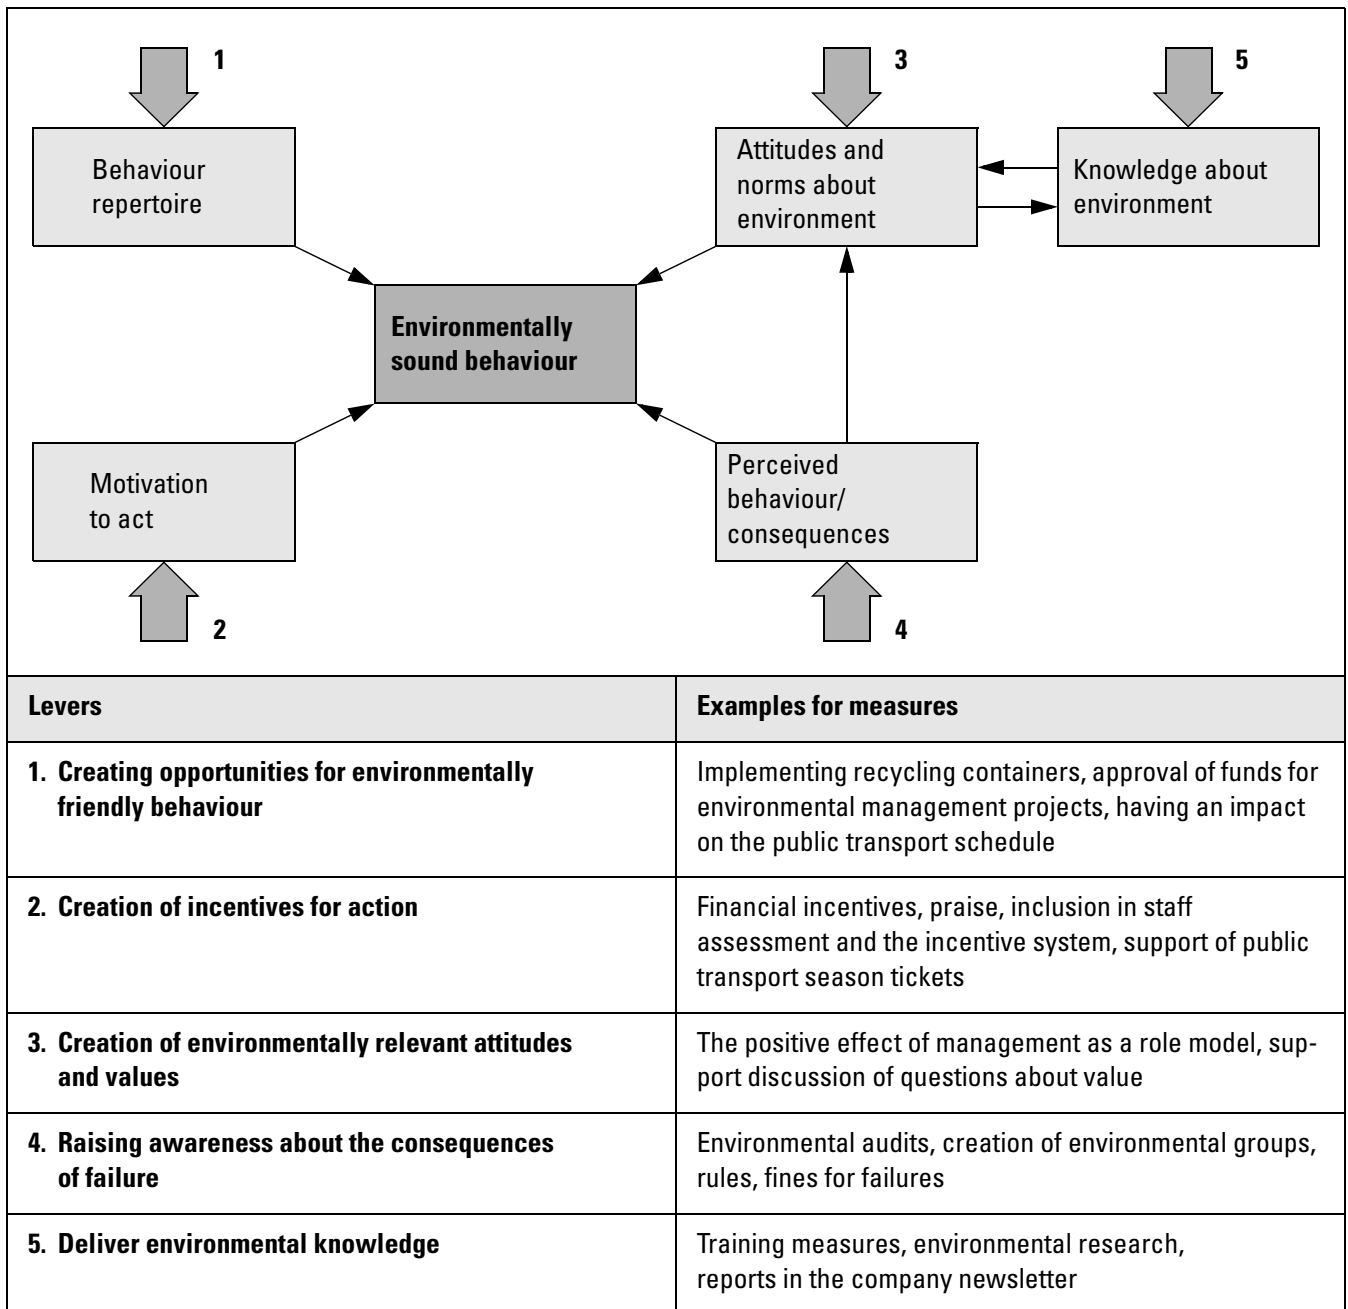 1
3
5
Behaviour
repertoire
Attitudes and
norms about
environment
Knowledge about
environment
Environmentally
sound behaviour
Motivation
to act
Perceived
behaviour/
consequences
2
4
Levers
Examples for measures
1. Creating opportunities for environmentally
friendly behaviour
Implementing recycling containers, approval of funds for
environmental management projects, having an impact
on the public transport schedule
2. Creation of incentives for action
Financial incentives, praise, inclusion in staff
assessment and the incentive system, support of public
transport season tickets
3. Creation of environmentally relevant attitudes
and values
The positive effect of management as a role model, sup-
port discussion of questions about value
4. Raising awareness about the consequences
of failure
Environmental audits, creation of environmental groups,
rules, fines for failures
5. Deliver environmental knowledge
Training measures, environmental research,
reports in the company newsletter